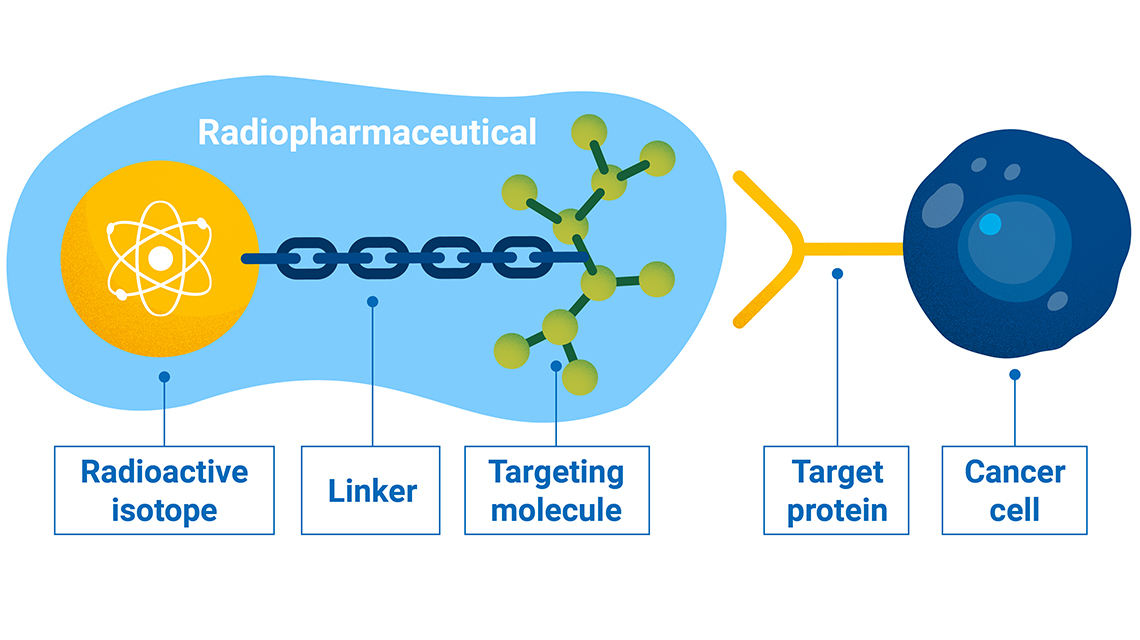 Radiopharmaceutical
Radioactive
isotope
Linker
Targeting
molecule
Target
protein
Cancer
cell